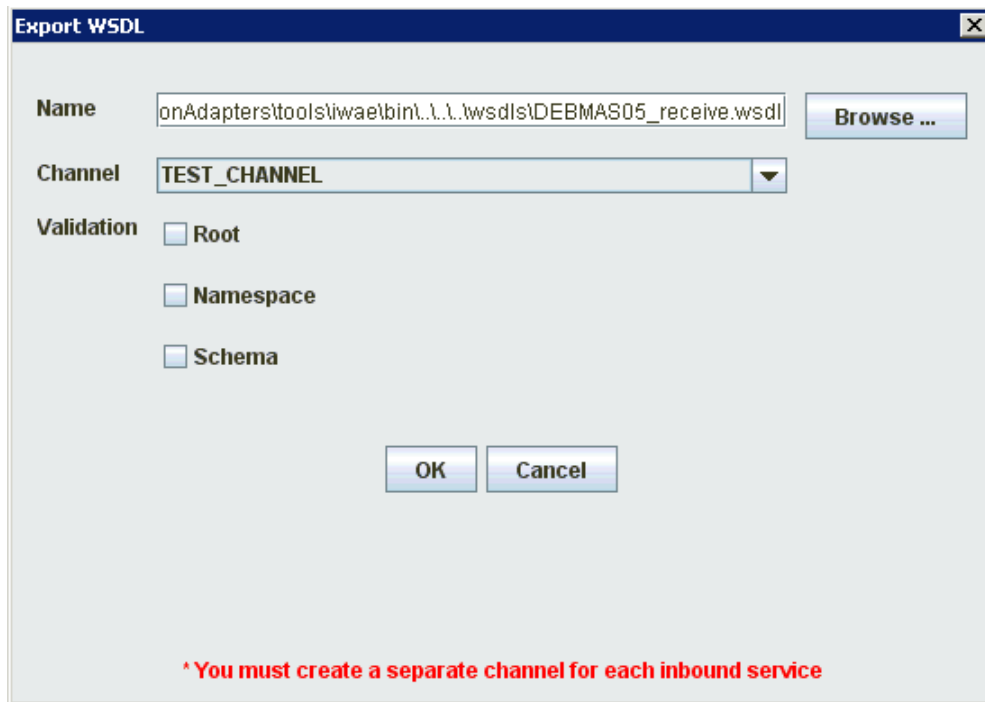 Export WSDL
Name onAdapters\tools\iwae\bin\..\..\..\wsdls\DEBMAS05_receive.wsdl Browse ...
Channel TEST_CHANNEL
Validation Root
Namespace
Schema
OK Cancel
* You must create a separate channel for each inbound service